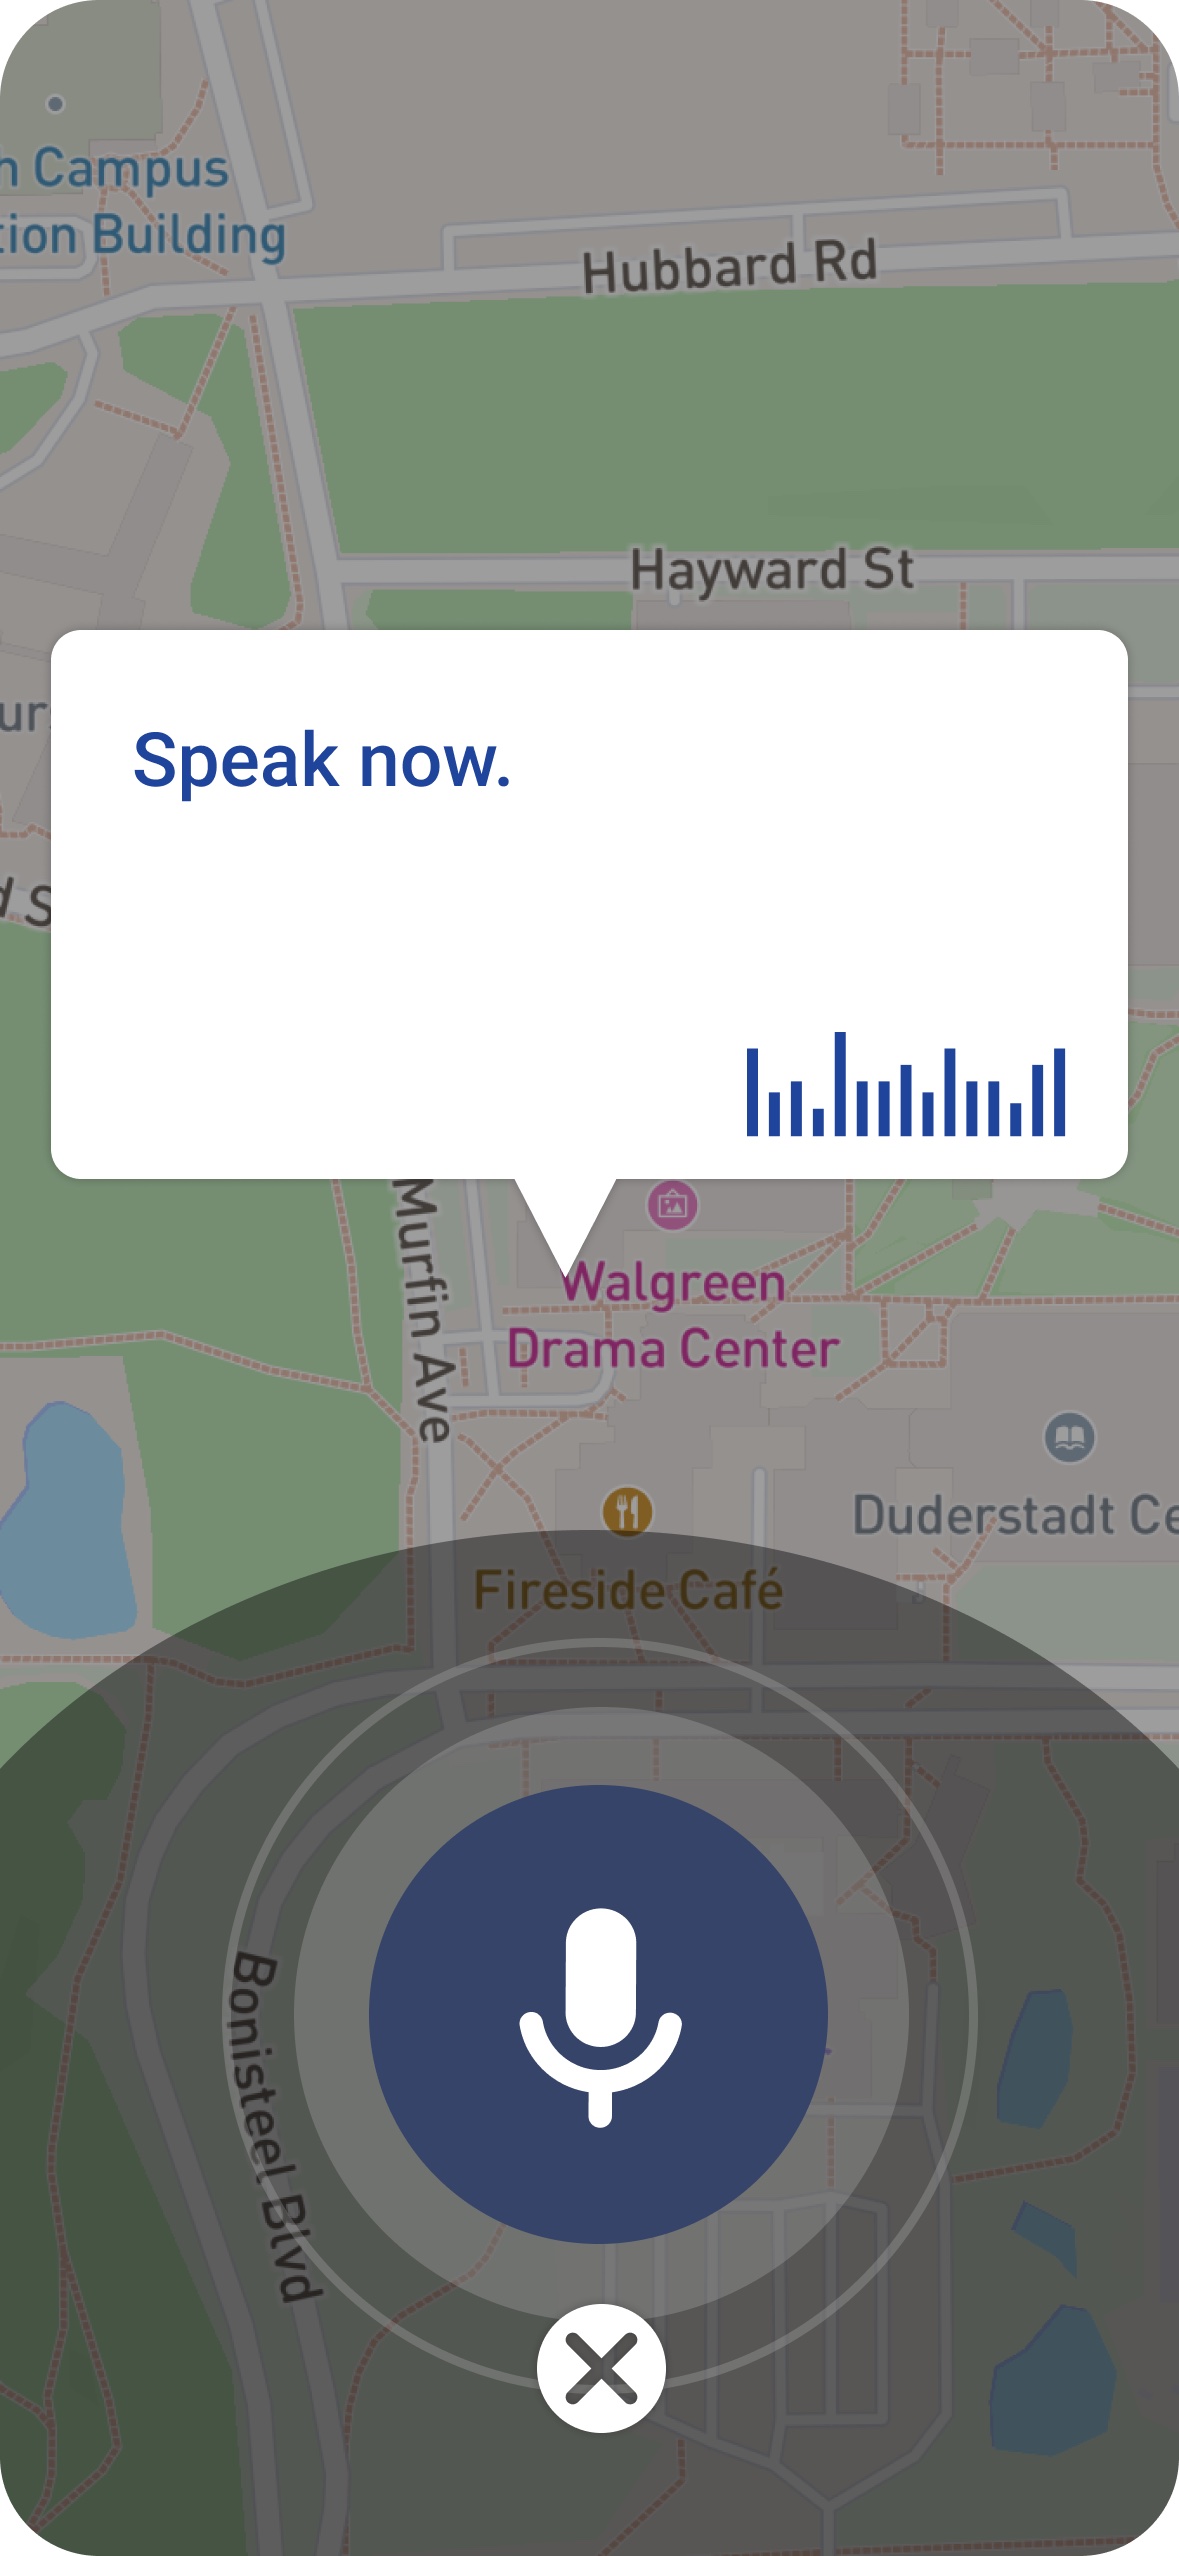 h Campus
tion Building
Hubbard Rd
Hayward St
Speak now.
Murfin Ave
Walgreen
Drama Center
Duderstadt Ce
Fireside Café
Bonisteel Blvd